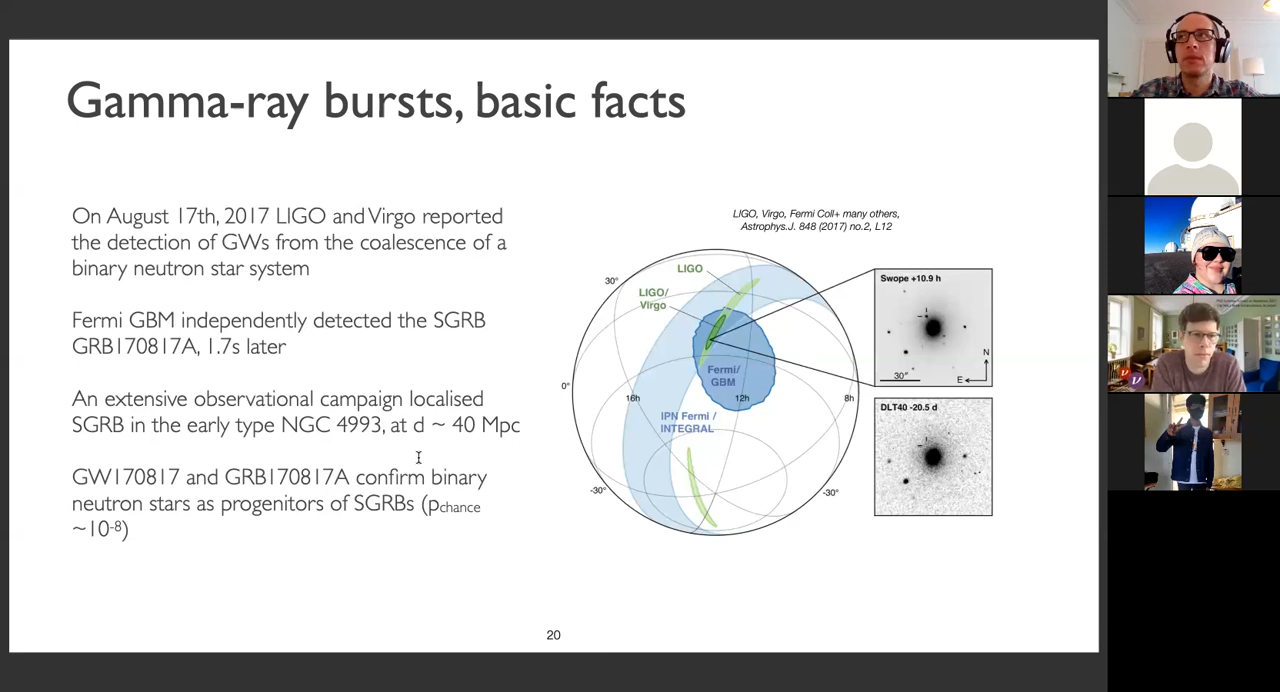 Gamma-ray bursts, basic facts
On August 17th, 2017 LIGO and Virgo reported
the detection of GWs from the coalescence of a
binary neutron star system
Fermi GBM independently detected the SGRB
GRB170817A, 1.7s later
An extensive observational campaign localised
SGRB in the early type NGC 4993, at d ~ 40 Mpc
GW170817 and GRB170817A confirm binary
neutron stars as progenitors of SGRBs (pchance
~10-8)
LIGO, Virgo, Fermi Coll+ many others,
Astrophys.J. 848 (2017) no.2, L12
LIGO
30°
LIGO/
Virgo
Fermi/
GBM
0°
16h
12h
8h
IPN Fermi /
INTEGRAL
-30°
-30°
Swope +10.9 h
N
30"
E
DLT40 -20.5 d
20